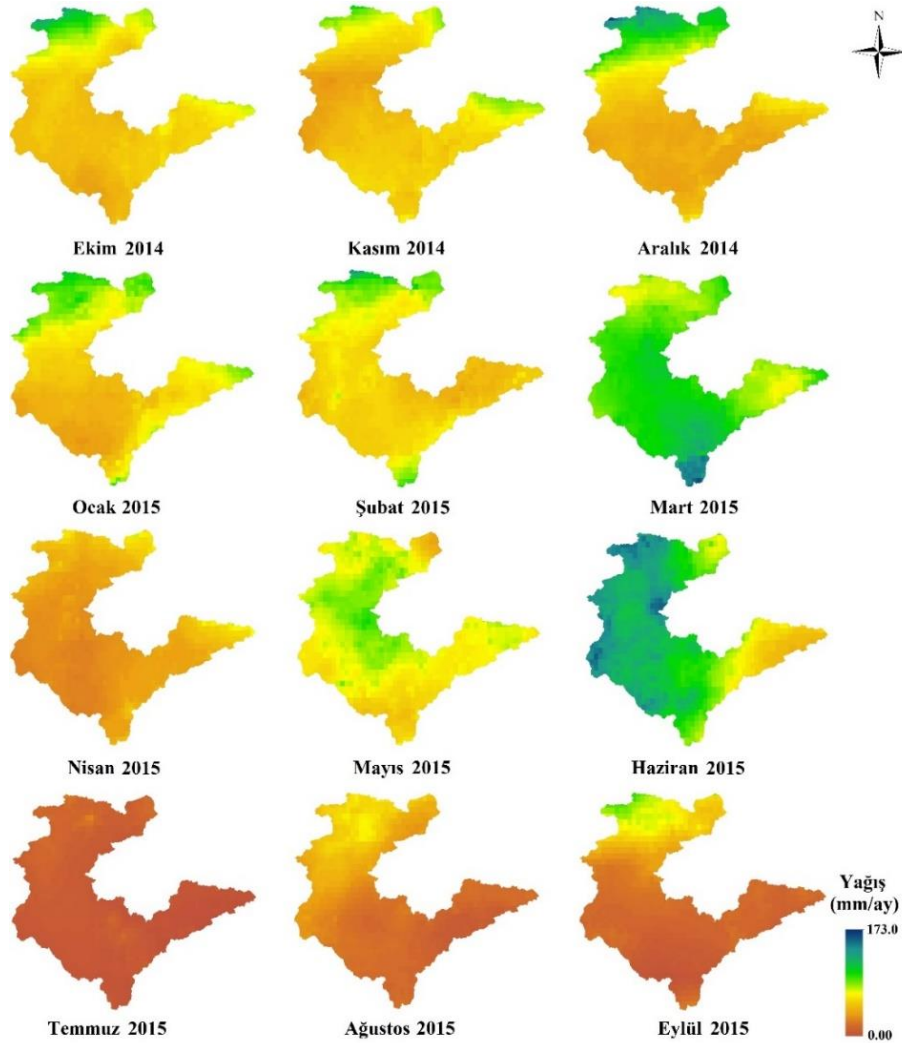 N
Ekim 2014
Kasım 2014
Aralık 2014
Ocak 2015
Şubat 2015
Mart 2015
Nisan 2015
Mayıs 2015
Haziran 2015
Yağış
(mm/ay)
173.0
0.00
Temmuz 2015
Ağustos 2015
Eylül 2015